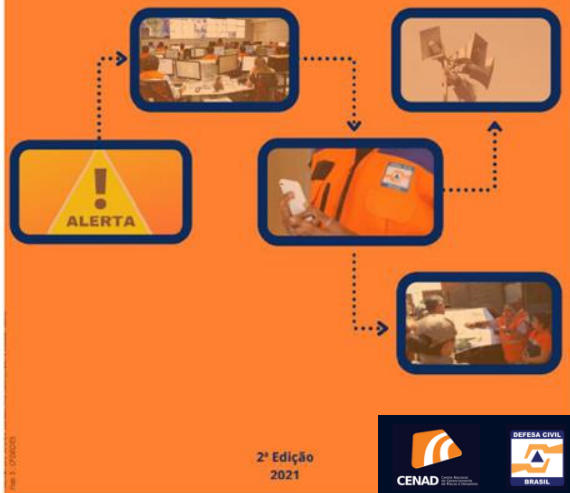 ALERTA
2ª Edição
2021
CENAD
DEFESA CIVIL
BRASIL